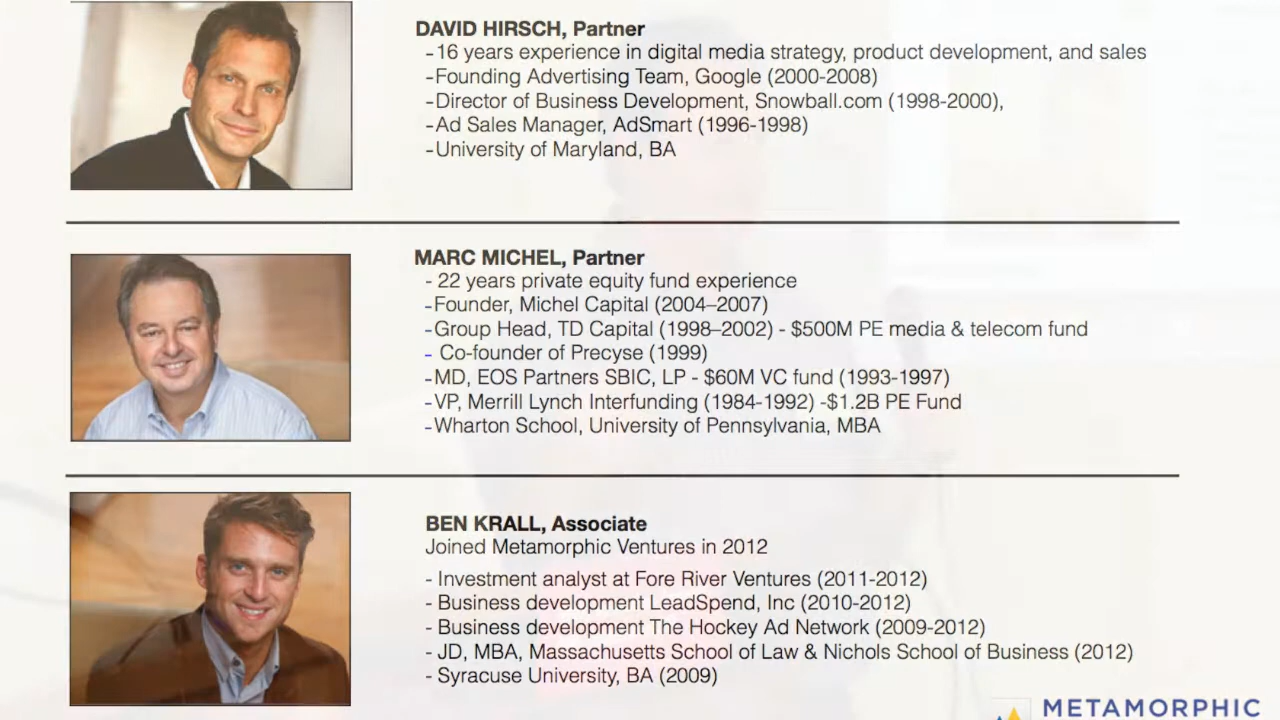 DAVID HIRSCH, Partner
-16 years experience in digital media strategy, product development, and sales
-Founding Advertising Team, Google (2000-2008)
-Director of Business Development, Snowball.com (1998-2000),
-Ad Sales Manager, AdSmart (1996-1998)
-University of Maryland, BA
MARC MICHEL, Partner
- 22 years private equity fund experience
-Founder, Michel Capital (2004–2007)
-Group Head, TD Capital (1998–2002) - $500M PE media & telecom fund
- Co-founder of Precyse (1999)
-MD, EOS Partners SBIC, LP - $60M VC fund (1993-1997)
-VP, Merrill Lynch Interfunding (1984-1992) -$1.2B PE Fund
-Wharton School, University of Pennsylvania, MBA
BEN KRALL, Associate
Joined Metamorphic Ventures in 2012
- Investment analyst at Fore River Ventures (2011-2012)
- Business development LeadSpend, Inc (2010-2012)
- Business development The Hockey Ad Network (2009-2012)
- JD, MBA, Massachusetts School of Law & Nichols School of Business (2012)
- Syracuse University, BA (2009)
METAMORPHIC